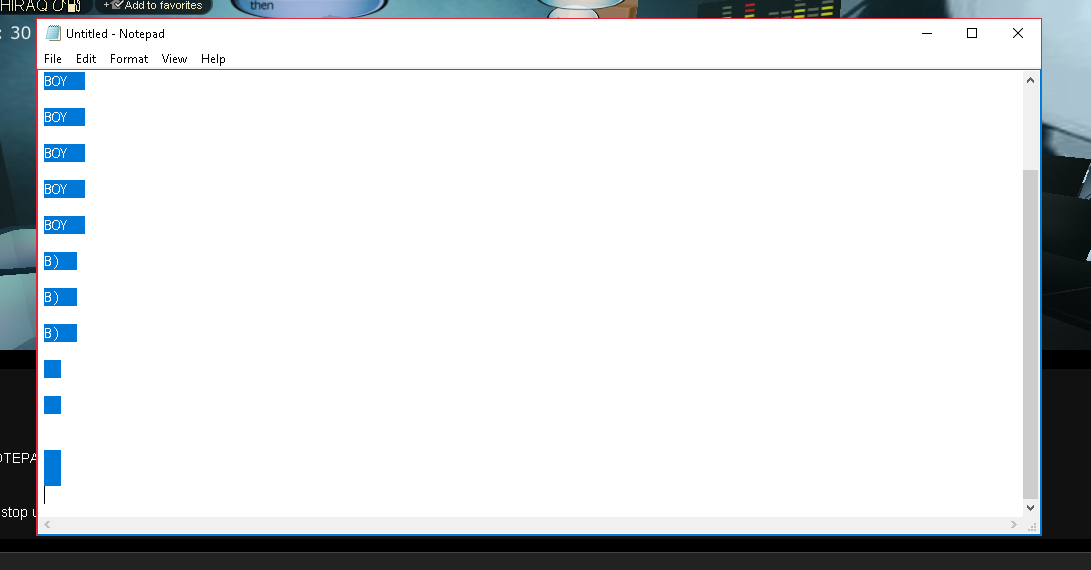 HIRAQ
+ Add to favorites
then
: 30
Untitled - Notepad
File Edit Format View Help
BOY
BOY
BOY
BOY
BOY
B )
B )
B )
OTEPA
stop u